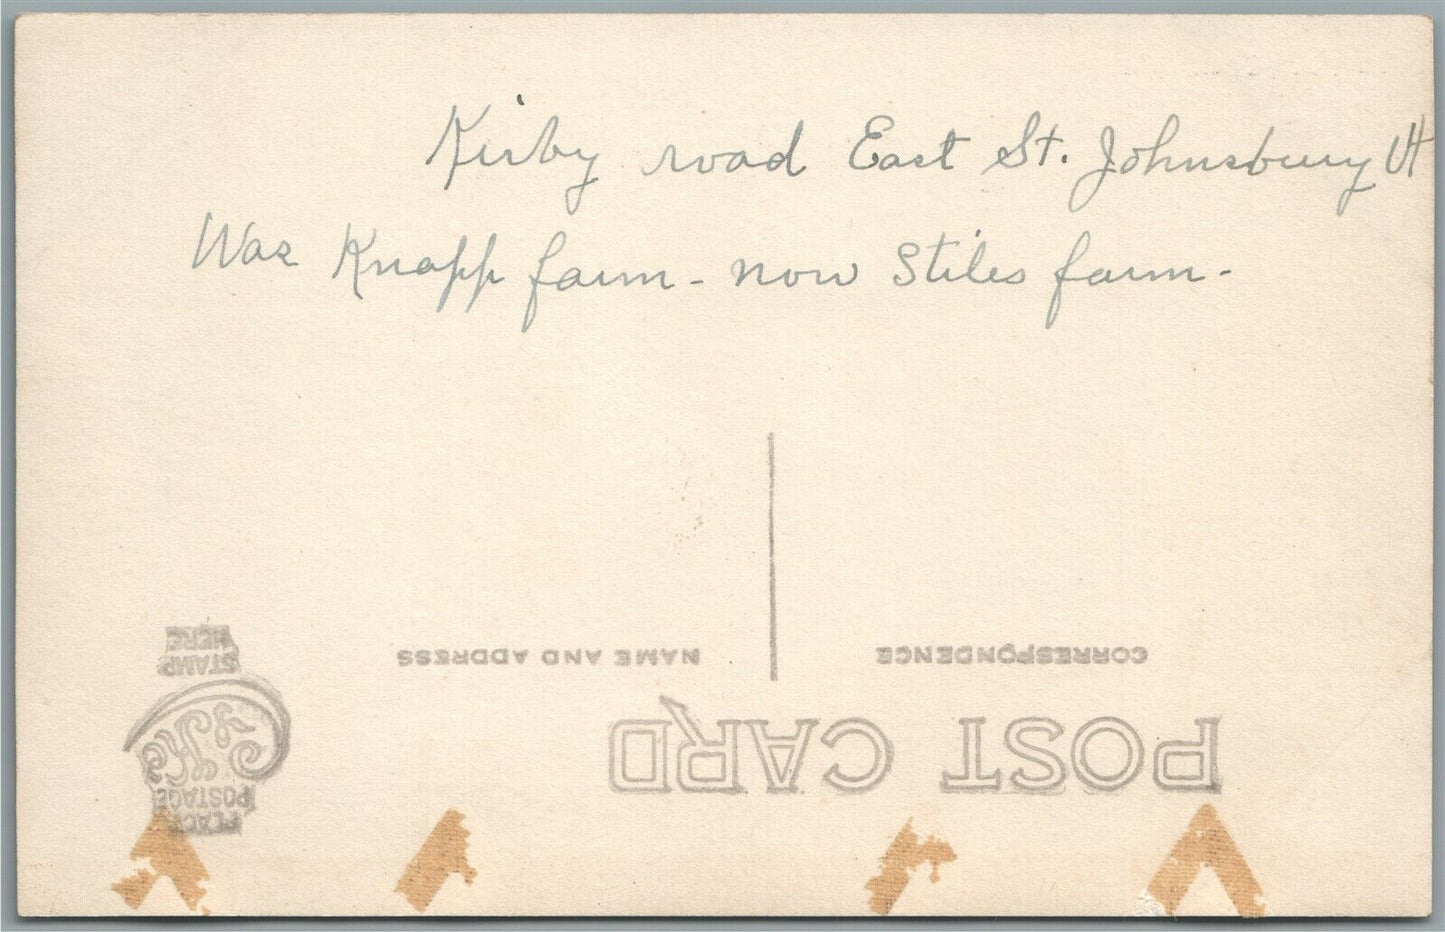 Kirby road East St. Johnsbury Vt
Was Knapp farm - now Stiles farm -
CORRESPONDENCE
NAME AND ADDRESS
POST CARD
PLACE
POSTAGE
STAMP
HERE